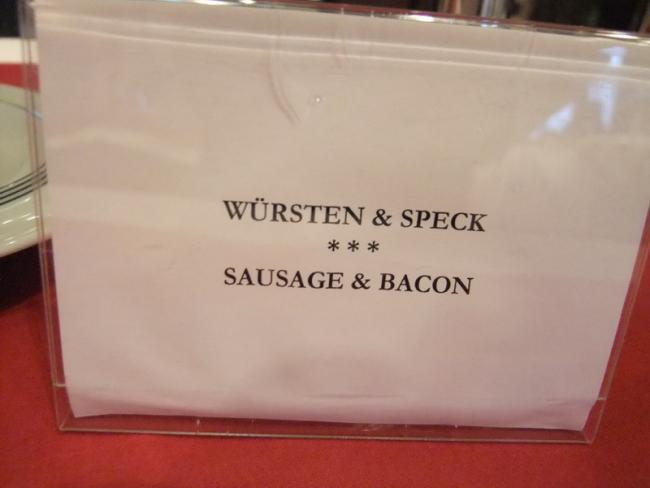 WÜRSTEN & SPECK
***
SAUSAGE & BACON